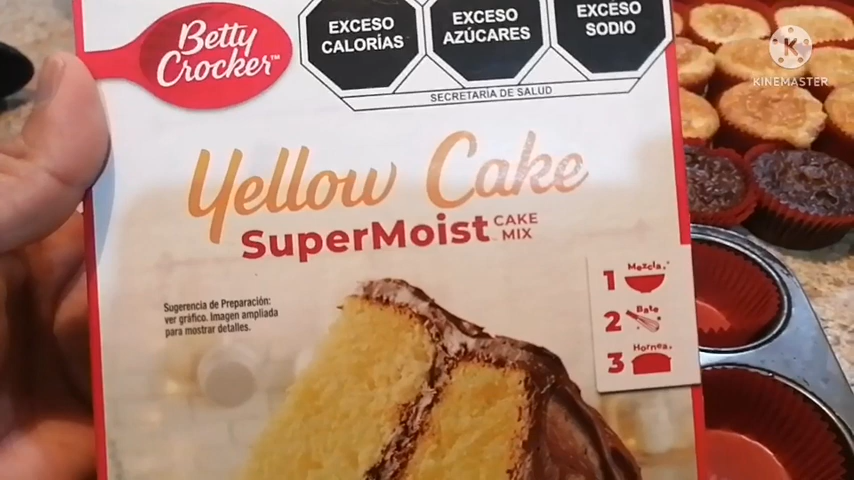 Betty
Crocker™
EXCESO
CALORÍAS
EXCESO
AZÚCARES
EXCESO
SODIO
SECRETARÍA DE SALUD
KINEMASTER
Yellow Cake
SuperMoist CAKE
MIX
Sugerencia de Preparación:
ver gráfico. Imagen ampliada
para mostrar detalles.
1 Mezcla.
2 Bate
3 Hornea.